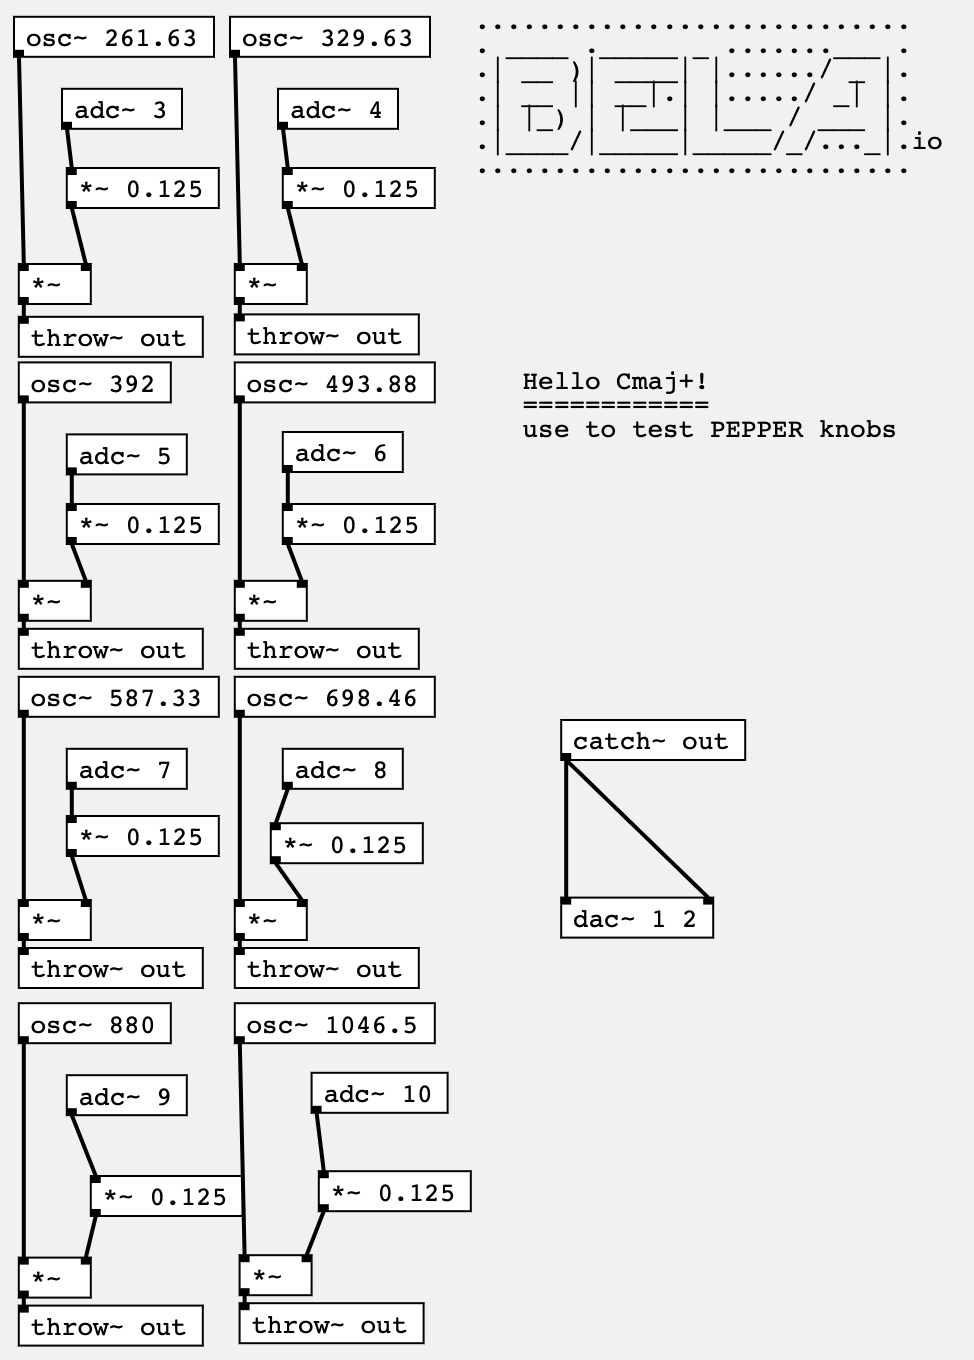 osc~ 261.63
osc~ 329.63
adc~ 3
adc~ 4
*~ 0.125
*~ 0.125
*~
*~
throw~ out
throw~ out
BELA
io
osc~ 392
osc~ 493.88
Hello Cmaj+!
============
use to test PEPPER knobs
adc~ 5
adc~ 6
*~ 0.125
*~ 0.125
*~
*~
throw~ out
throw~ out
osc~ 587.33
osc~ 698.46
adc~ 7
adc~ 8
*~ 0.125
*~ 0.125
*~
*~
throw~ out
throw~ out
catch~ out
dac~ 1 2
osc~ 880
osc~ 1046.5
adc~ 9
adc~ 10
*~ 0.125
*~ 0.125
*~
*~
throw~ out
throw~ out